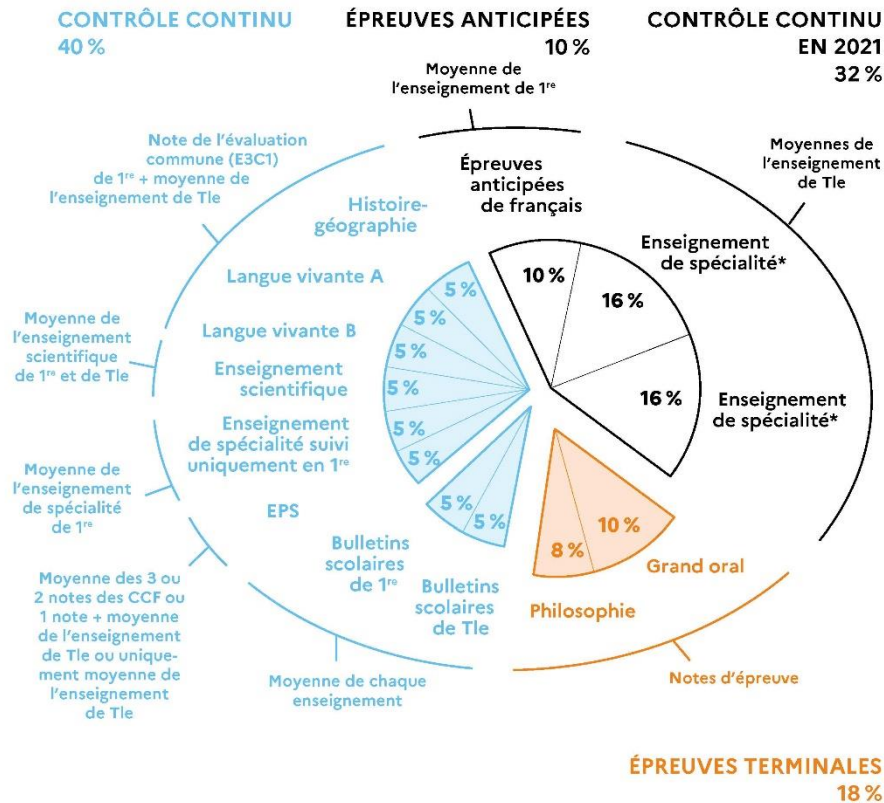 CONTRÔLE CONTINU
40 %
ÉPREUVES ANTICIPÉES
10 %
CONTRÔLE CONTINU
EN 2021
32 %
Moyenne de
l'enseignement de 1re
Note de l'évaluation
commune (E3C1)
de 1re + moyenne de
l'enseignement de Tle
Moyennes de
l'enseignement
de Tle
Épreuves
anticipées
de français
Histoire-
géographie
Enseignement
de spécialité*
Langue vivante A
10 %
16 %
5 %
5 %
5 %
5 %
5 %
5 %
Moyenne de
l'enseignement
scientifique
de 1re et de Tle
Langue vivante B
Enseignement
scientifique
16 %
Enseignement
de spécialité*
Enseignement
de spécialité suivi
uniquement en 1re
Moyenne de
l'enseignement
de spécialité
de 1re
EPS
5 %
5 %
8 %
10 %
Bulletins
scolaires
de 1re
Bulletins
scolaires
de Tle
Philosophie
Grand oral
Moyenne des 3 ou
2 notes des CCF ou
1 note + moyenne
de l'enseignement
de Tle ou unique-
ment moyenne de
l'enseignement
de Tle
Moyenne de chaque
enseignement
Notes d'épreuve
ÉPREUVES TERMINALES
18 %